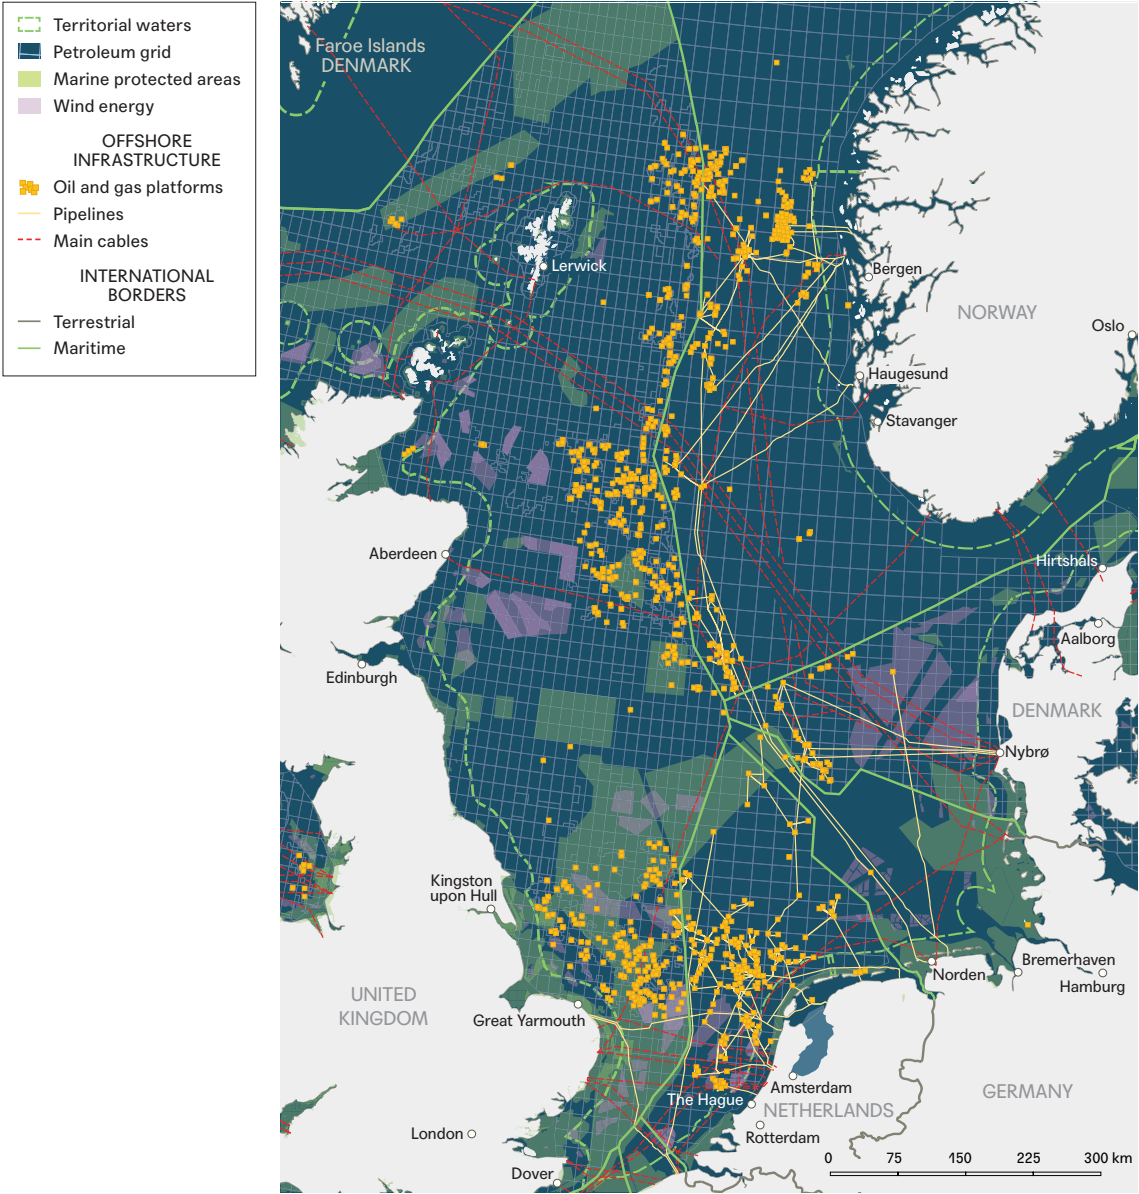 Territorial waters
Petroleum grid
Marine protected areas
Wind energy
OFFSHORE
INFRASTRUCTURE
Oil and gas platforms
Pipelines
Main cables
INTERNATIONAL
BORDERS
Terrestrial
Maritime
Faroe Islands
DENMARK
Lerwick
Bergen
NORWAY
Oslo
Haugesund
Stavanger
Aberdeen
Hirtshals
Aalborg
Edinburgh
DENMARK
Nybrø
Kingston
upon Hull
Bremerhaven
Norden
Hamburg
UNITED
KINGDOM
Great Yarmouth
Amsterdam
GERMANY
The Hague
NETHERLANDS
London
Rotterdam
Dover
0 75 150 225 300 km